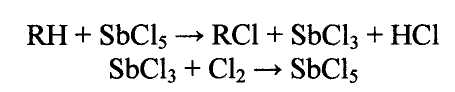 RH + SbCl₅ → RCl + SbCl₃ + HCl
SbCl₃ + Cl₂ → SbCl₅